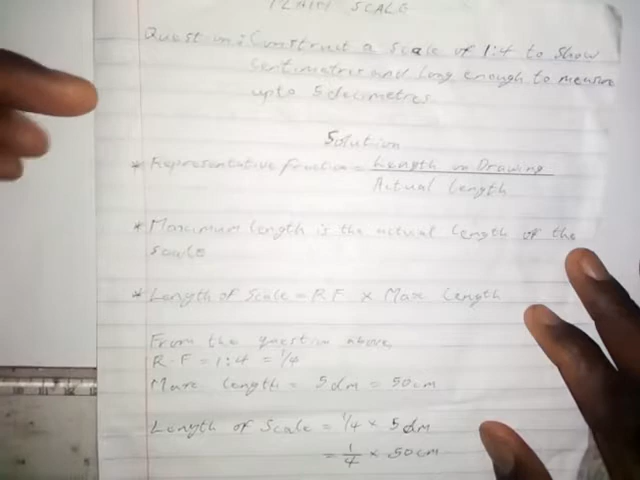 PLAIN SCALE
Question: Construct a scale of 1:4 to show
Centimetres and long enough to measure
upto 5 decimetres
Solution
* Representative fraction = Length on Drawing
Actual Length
* Maximum length is the actual length of the
scale
* Length of Scale = RF × Max Length
From the question above,
R.F = 1:4 = 1/4
Max length = 5dm = 50cm
Length of Scale = 1/4 × 5dm
= 1/4 × 50cm